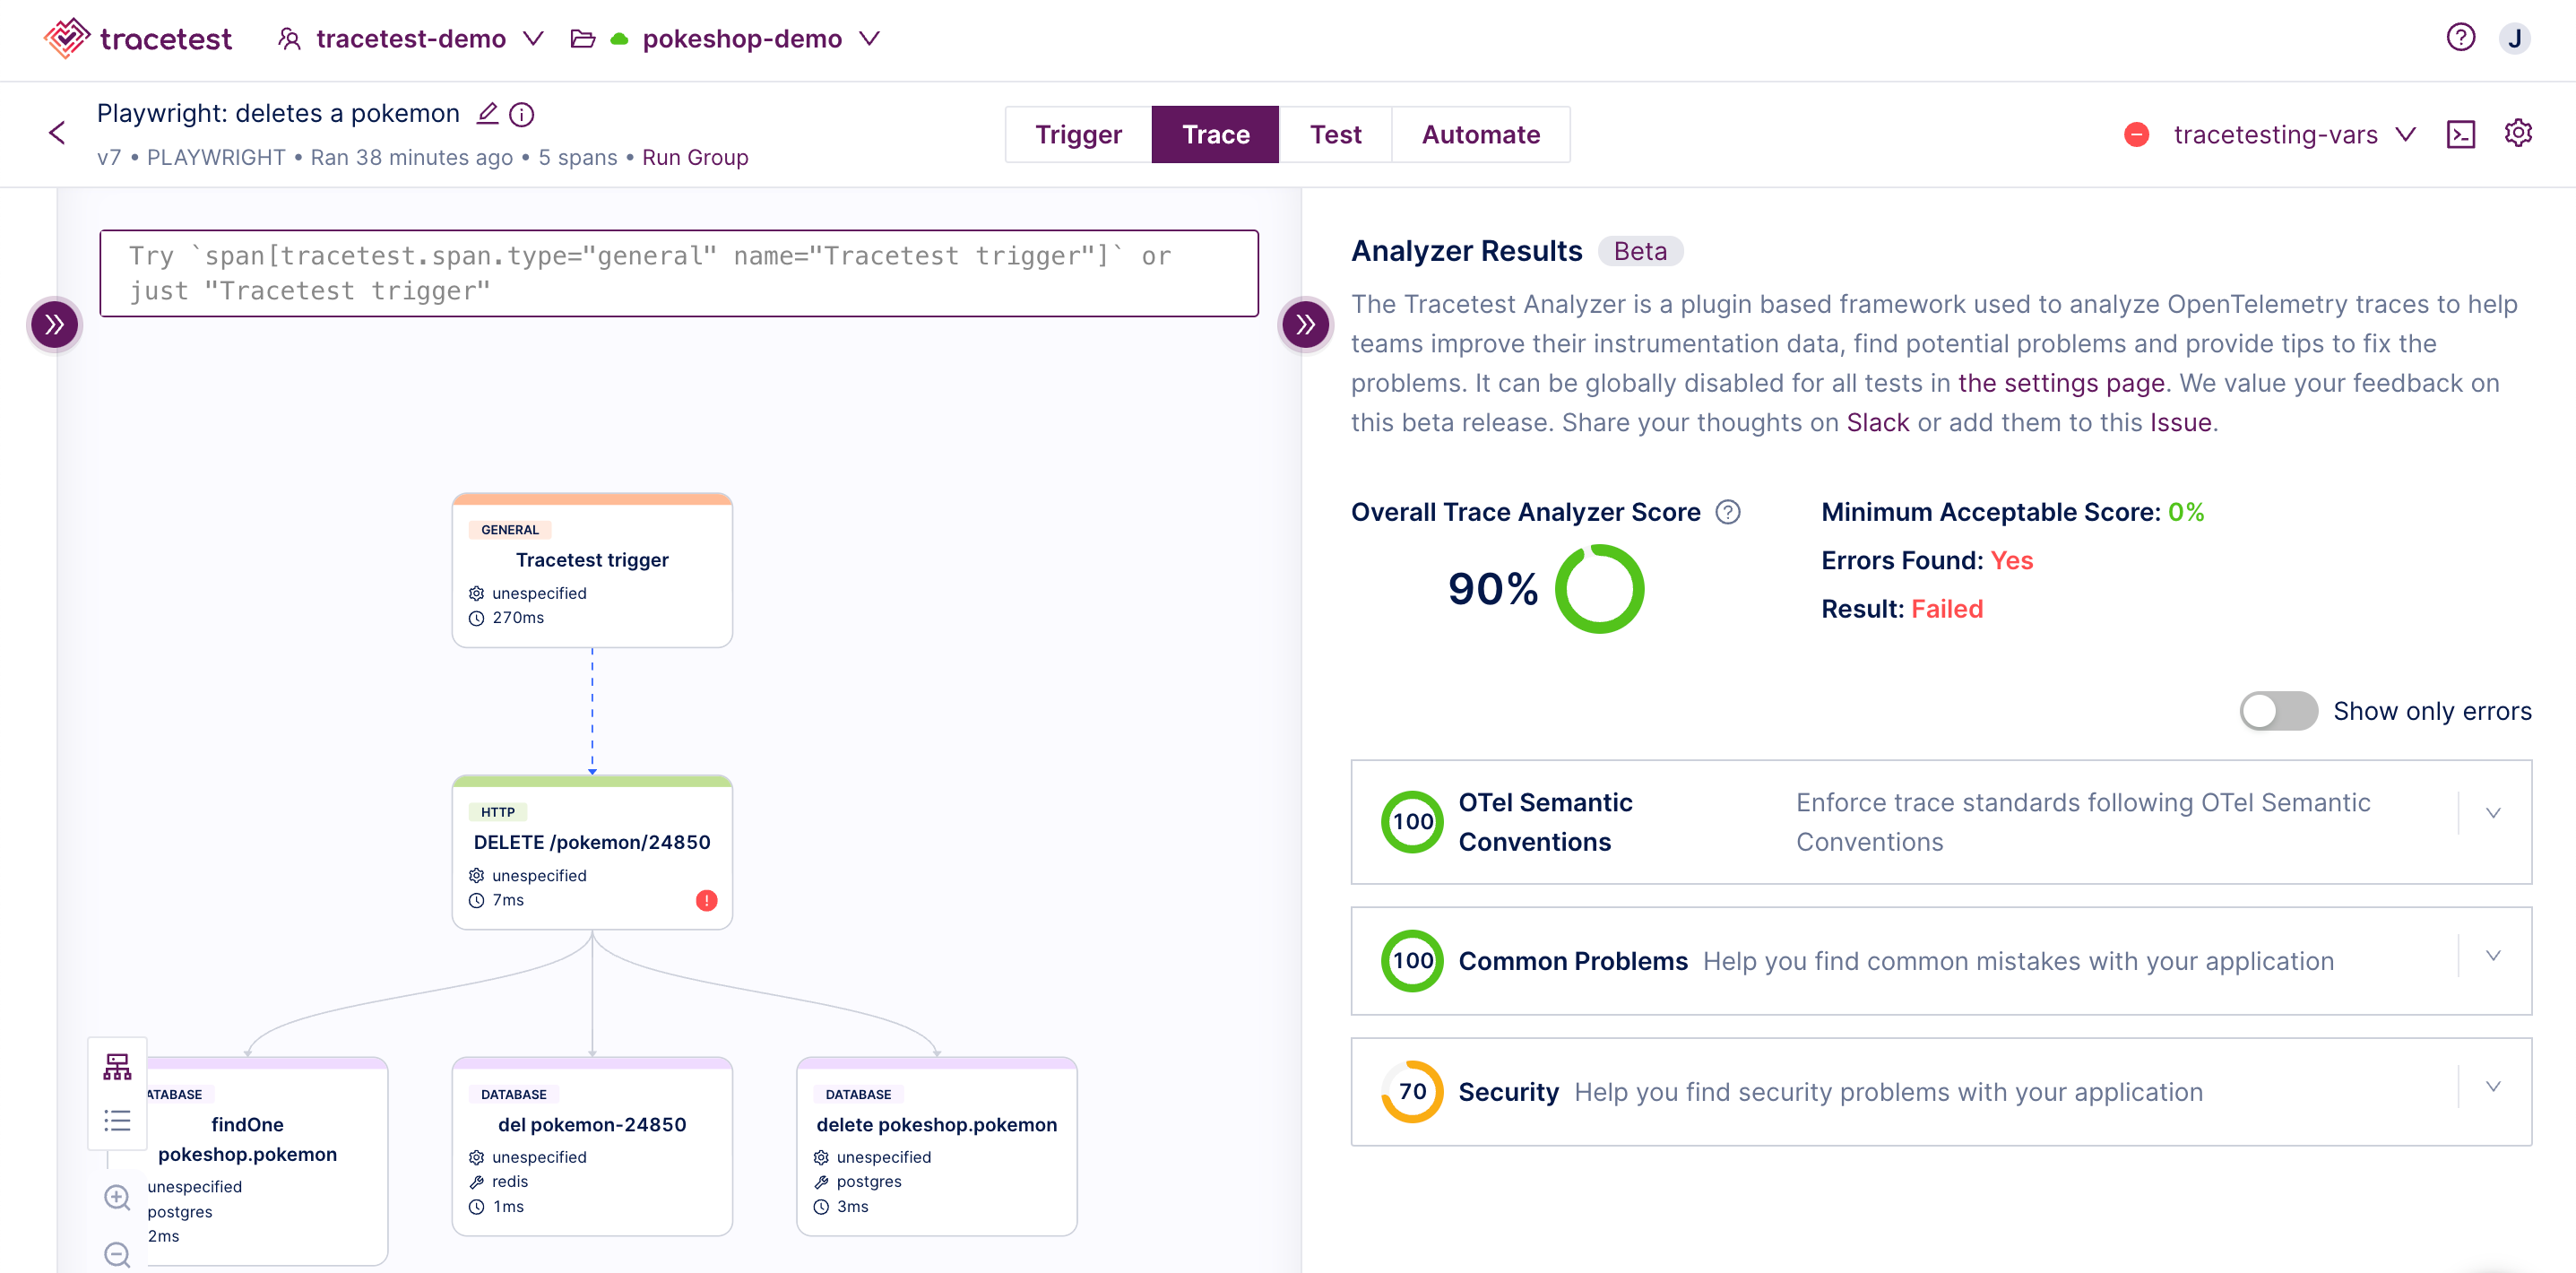 tracetest
tracetest-demo
pokeshop-demo
J
Playwright: deletes a pokemon
v7 • PLAYWRIGHT • Ran 38 minutes ago • 5 spans • Run Group
Trigger
Trace
Test
Automate
tracetesting-vars
Try `span[tracetest.span.type="general" name="Tracetest trigger"]` or
just "Tracetest trigger"
GENERAL
Tracetest trigger
unespecified
270ms
HTTP
DELETE /pokemon/24850
unespecified
7ms
ATABASE
findOne
pokeshop.pokemon
unespecified
postgres
2ms
DATABASE
del pokemon-24850
unespecified
redis
1ms
DATABASE
delete pokeshop.pokemon
unespecified
postgres
3ms
Analyzer Results Beta
The Tracetest Analyzer is a plugin based framework used to analyze OpenTelemetry traces to help
teams improve their instrumentation data, find potential problems and provide tips to fix the
problems. It can be globally disabled for all tests in the settings page. We value your feedback on
this beta release. Share your thoughts on Slack or add them to this Issue.
Overall Trace Analyzer Score
90%
Minimum Acceptable Score: 0%
Errors Found: Yes
Result: Failed
Show only errors
100
OTel Semantic
Conventions
Enforce trace standards following OTel Semantic
Conventions
100
Common Problems
Help you find common mistakes with your application
70
Security
Help you find security problems with your application